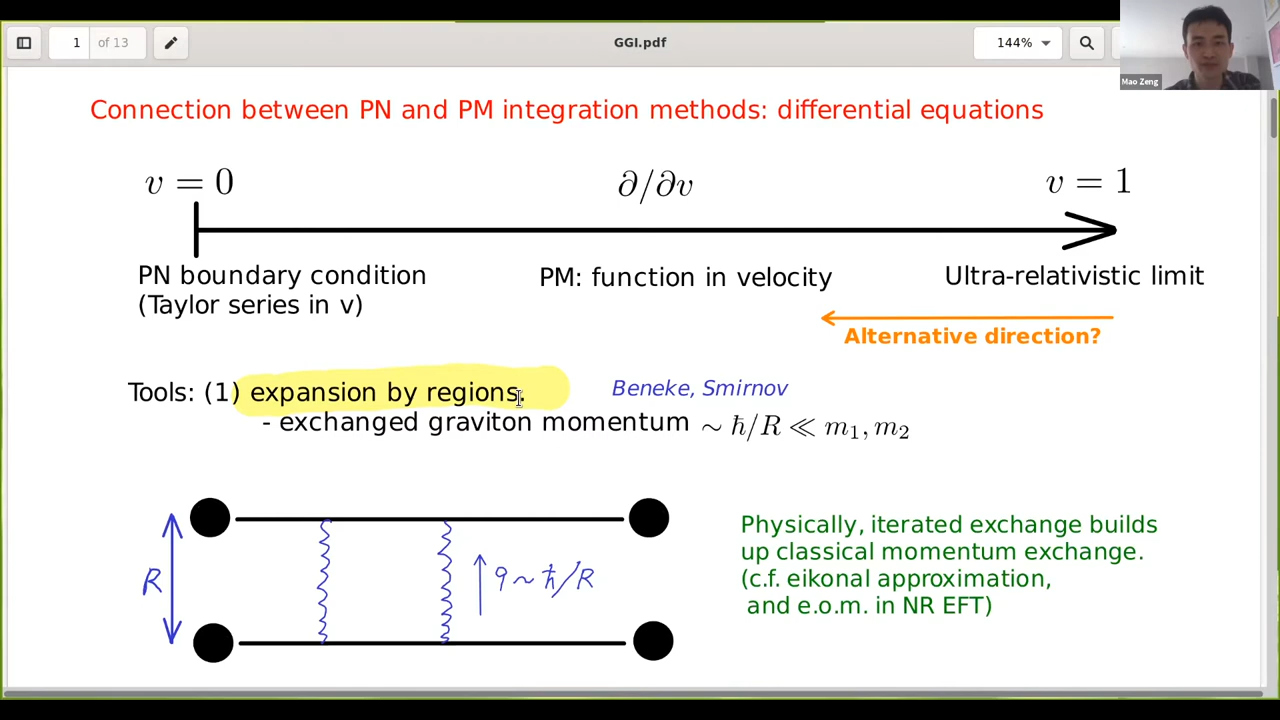 1 of 13
GGI.pdf
144%
Mao Zeng
Connection between PN and PM integration methods: differential equations
v = 0
∂/∂v
v = 1
PN boundary condition
(Taylor series in v)
PM: function in velocity
Ultra-relativistic limit
Alternative direction?
Tools: (1) expansion by regions.
Beneke, Smirnov
- exchanged graviton momentum ∼ ħ/R ≪ m₁, m₂
R
q ~ ħ/R
Physically, iterated exchange builds
up classical momentum exchange.
(c.f. eikonal approximation,
and e.o.m. in NR EFT)